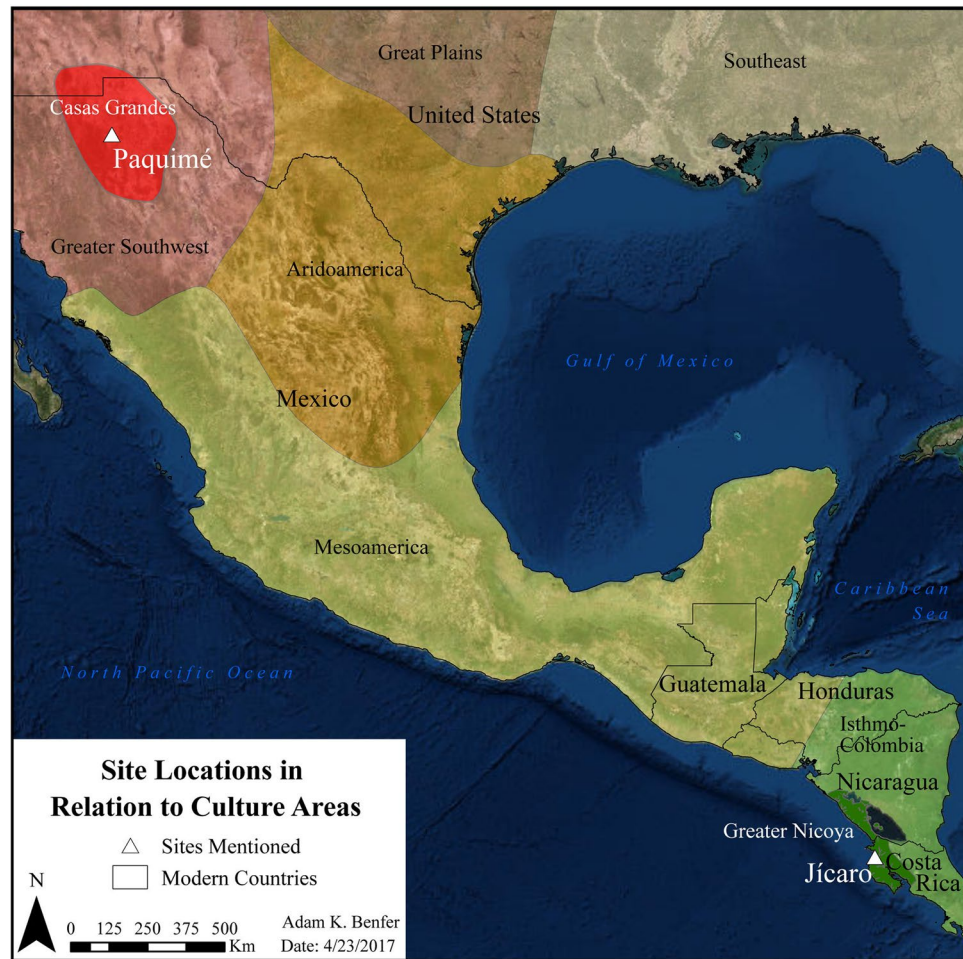 Great Plains
Southeast
United States
Casas Grandes
Paquimé
Greater Southwest
Aridoamerica
Gulf of Mexico
Mexico
Mesoamerica
Caribbean
Sea
North Pacific Ocean
Guatemala
Honduras
Isthmo-
Colombia
Nicaragua
Greater Nicoya
Jícaro
Costa
Rica
Site Locations in
Relation to Culture Areas
Sites Mentioned
Modern Countries
N
0 125 250 375 500
Km
Adam K. Benfer
Date: 4/23/2017